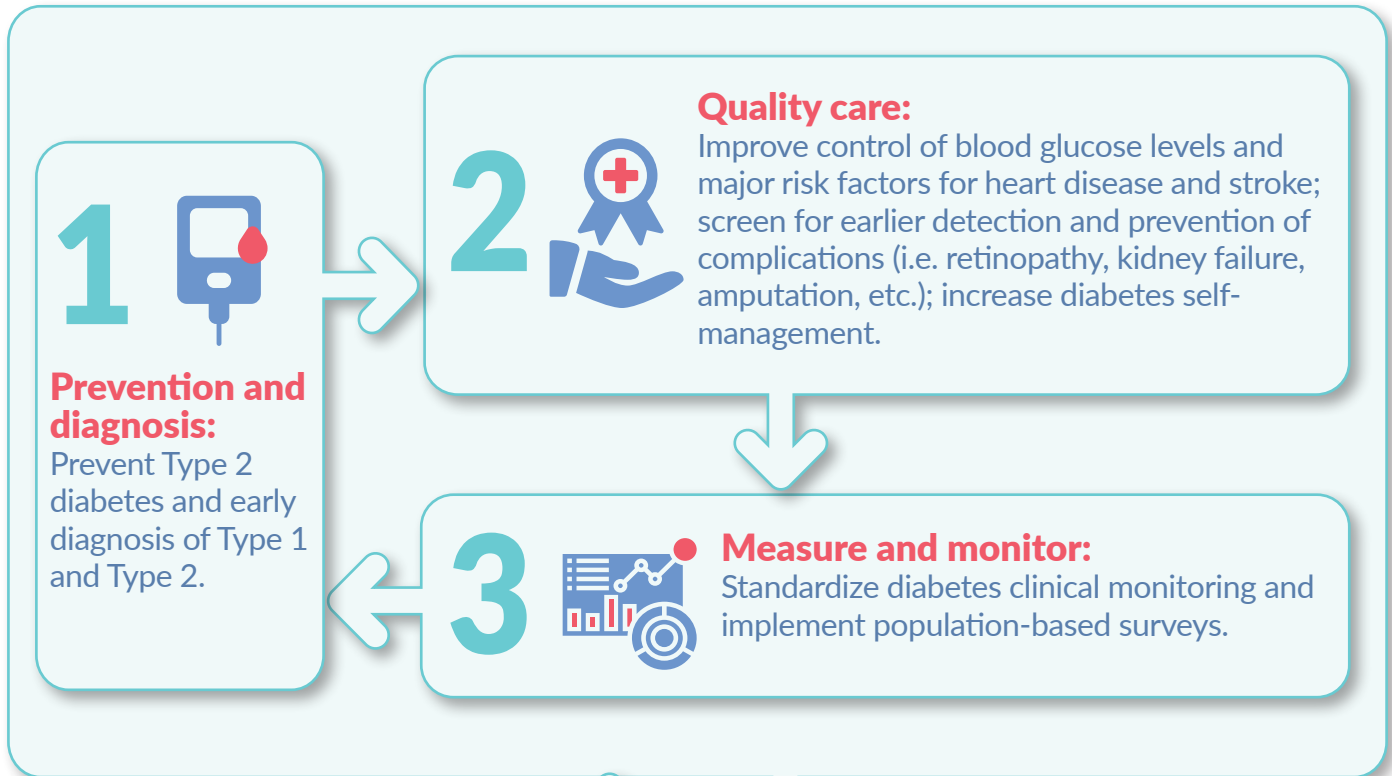 1
Prevention and
diagnosis:
Prevent Type 2
diabetes and early
diagnosis of Type 1
and Type 2.
2
Quality care:
Improve control of blood glucose levels and
major risk factors for heart disease and stroke;
screen for earlier detection and prevention of
complications (i.e. retinopathy, kidney failure,
amputation, etc.); increase diabetes self-
management.
3
Measure and monitor:
Standardize diabetes clinical monitoring and
implement population-based surveys.